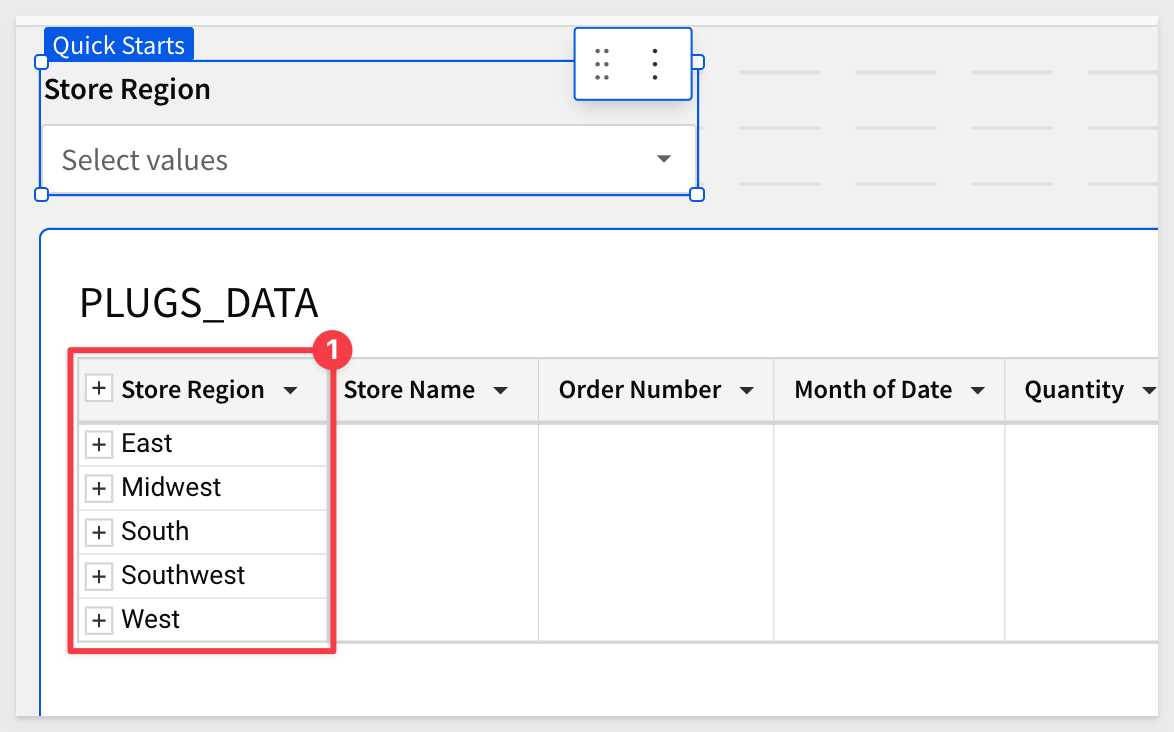 Quick Starts
Store Region
Select values
PLUGS_DATA
1
Store Region Store Name Order Number Month of Date Quantity
East
Midwest
South
Southwest
West